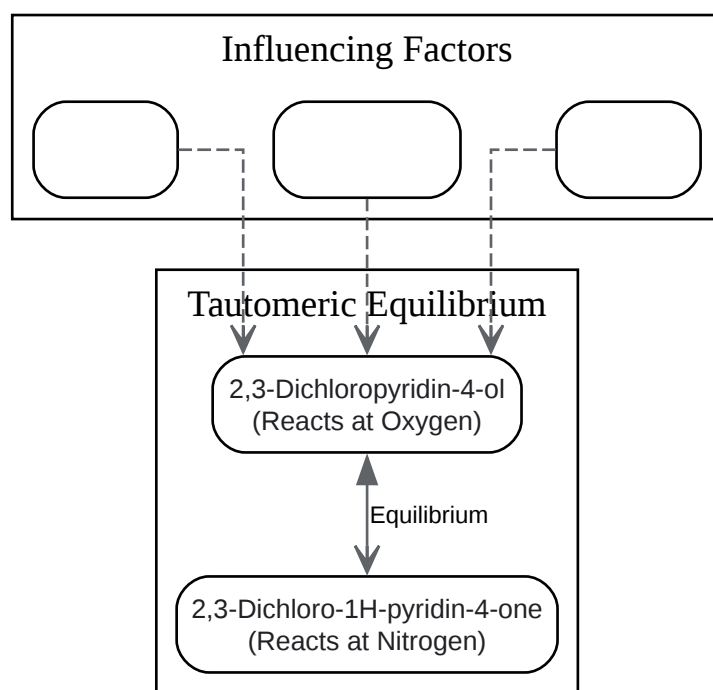 Influencing Factors
Tautomeric Equilibrium
2,3-Dichloropyridin-4-ol
(Reacts at Oxygen)
Equilibrium
2,3-Dichloro-1H-pyridin-4-one
(Reacts at Nitrogen)